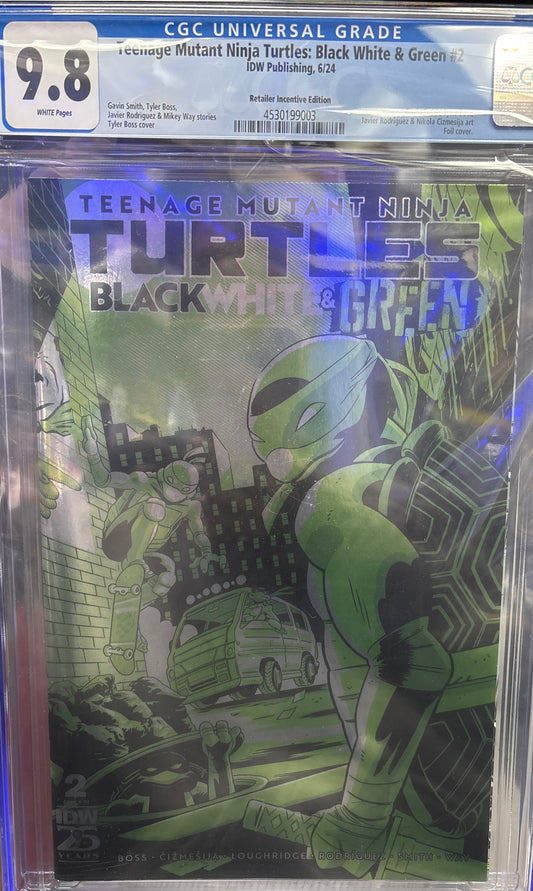 CGC UNIVERSAL GRADE
9.8
WHITE Pages
Teenage Mutant Ninja Turtles: Black White & Green #2
IDW Publishing, 6/24
Retailer Incentive Edition
Gavin Smith, Tyler Boss,
Javier Rodriguez & Mikey Way stories
Tyler Boss cover
4530199003
Javier Rodriguez & Nikola Cizmesija art
Foil cover.
TEENAGE MUTANT NINJA
TURTLES
BLACK WHITE & GREEN
2
IDW
25
YEARS
BOSS • ČIŽMEŠIJA • LOUGHRIDGE • RODRÍGUEZ • SMITH • WAY